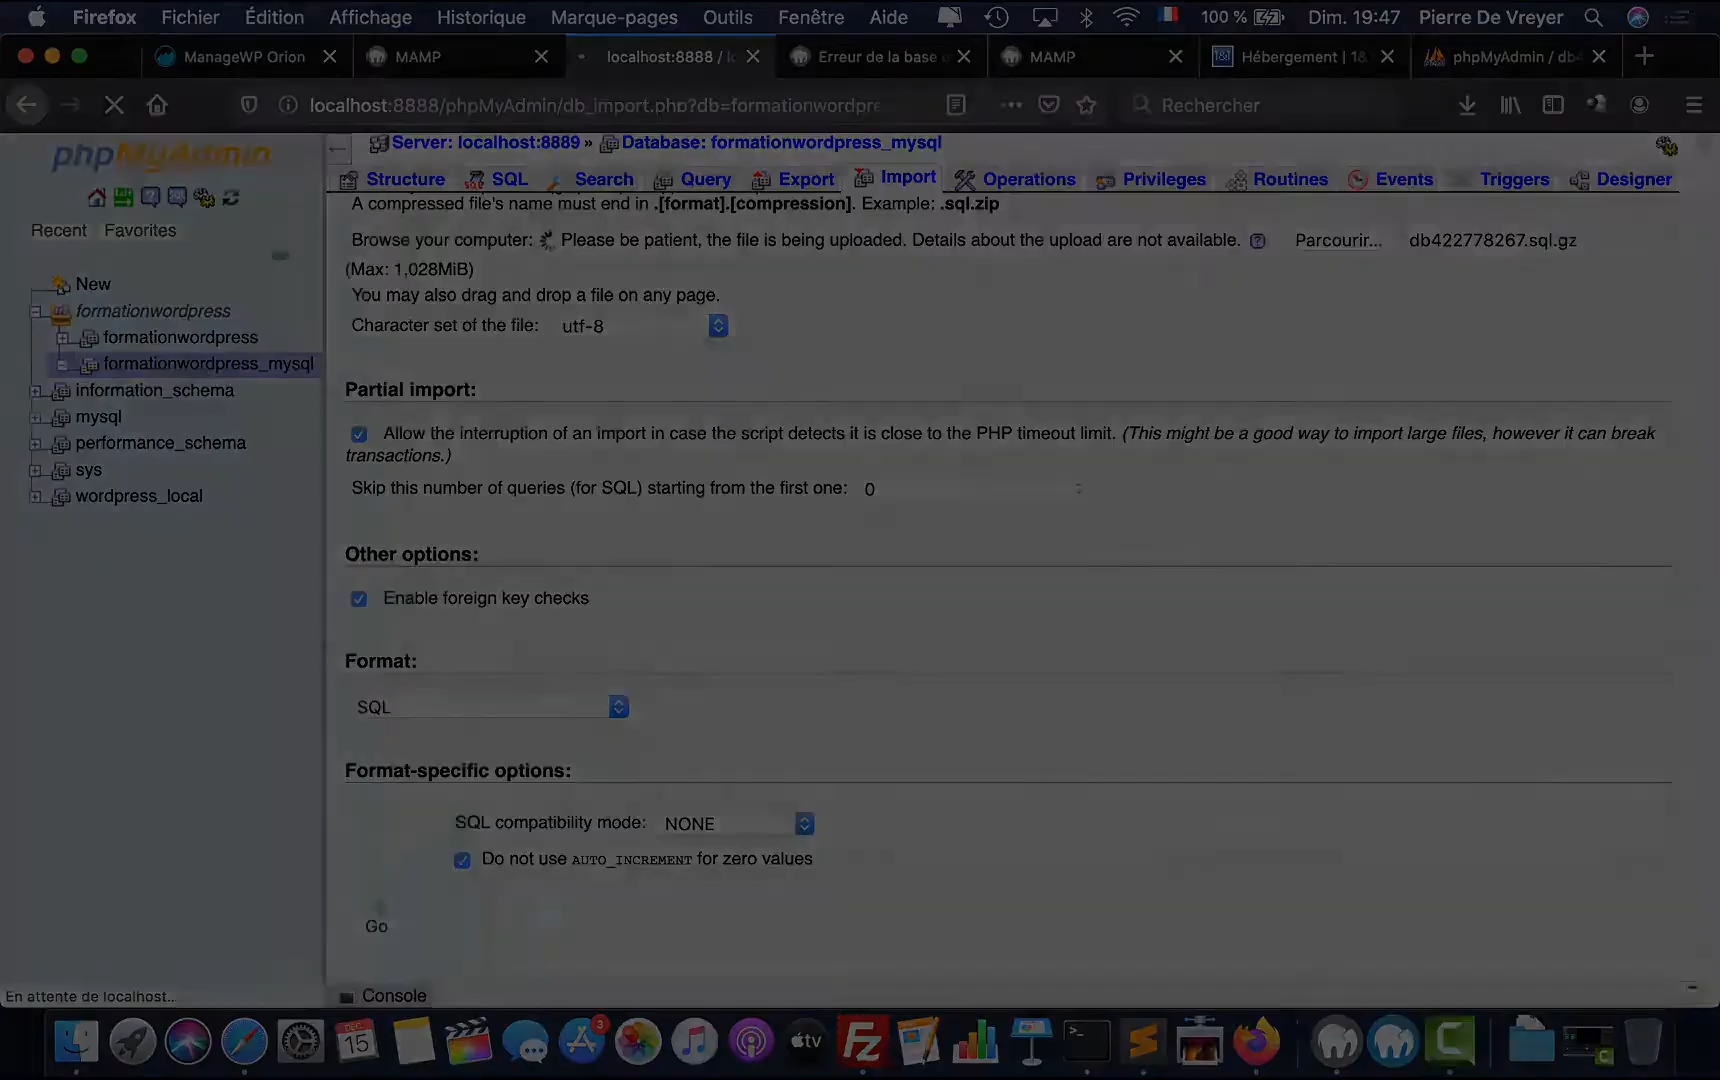 Firefox Fichier Édition Affichage Historique Marque-pages Outils Fenêtre Aide 100 % Dim. 19:47 Pierre De Vreyer
ManageWP Orion MAMP localhost:8888 / lo Erreur de la base MAMP 1&1 Hébergement | 1& phpMyAdmin / db4
localhost:8888/phpMyAdmin/db_import.php?db=formationwordpre Rechercher
phpMyAdmin
Recent Favorites
New
formationwordpress
formationwordpress
formationwordpress_mysql
information_schema
mysql
performance_schema
sys
wordpress_local
Server: localhost:8889 » Database: formationwordpress_mysql
Structure SQL Search Query Export Import Operations Privileges Routines Events Triggers Designer
A compressed file's name must end in .[format].[compression]. Example: .sql.zip
Browse your computer: Please be patient, the file is being uploaded. Details about the upload are not available. Parcourir... db422778267.sql.gz
(Max: 1,028MiB)
You may also drag and drop a file on any page.
Character set of the file: utf-8
Partial import:
Allow the interruption of an import in case the script detects it is close to the PHP timeout limit. (This might be a good way to import large files, however it can break
transactions.)
Skip this number of queries (for SQL) starting from the first one: 0
Other options:
Enable foreign key checks
Format:
SQL
Format-specific options:
SQL compatibility mode: NONE
Do not use AUTO_INCREMENT for zero values
Go
En attente de localhost...
Console
DÉC. 15 3 tv Fz